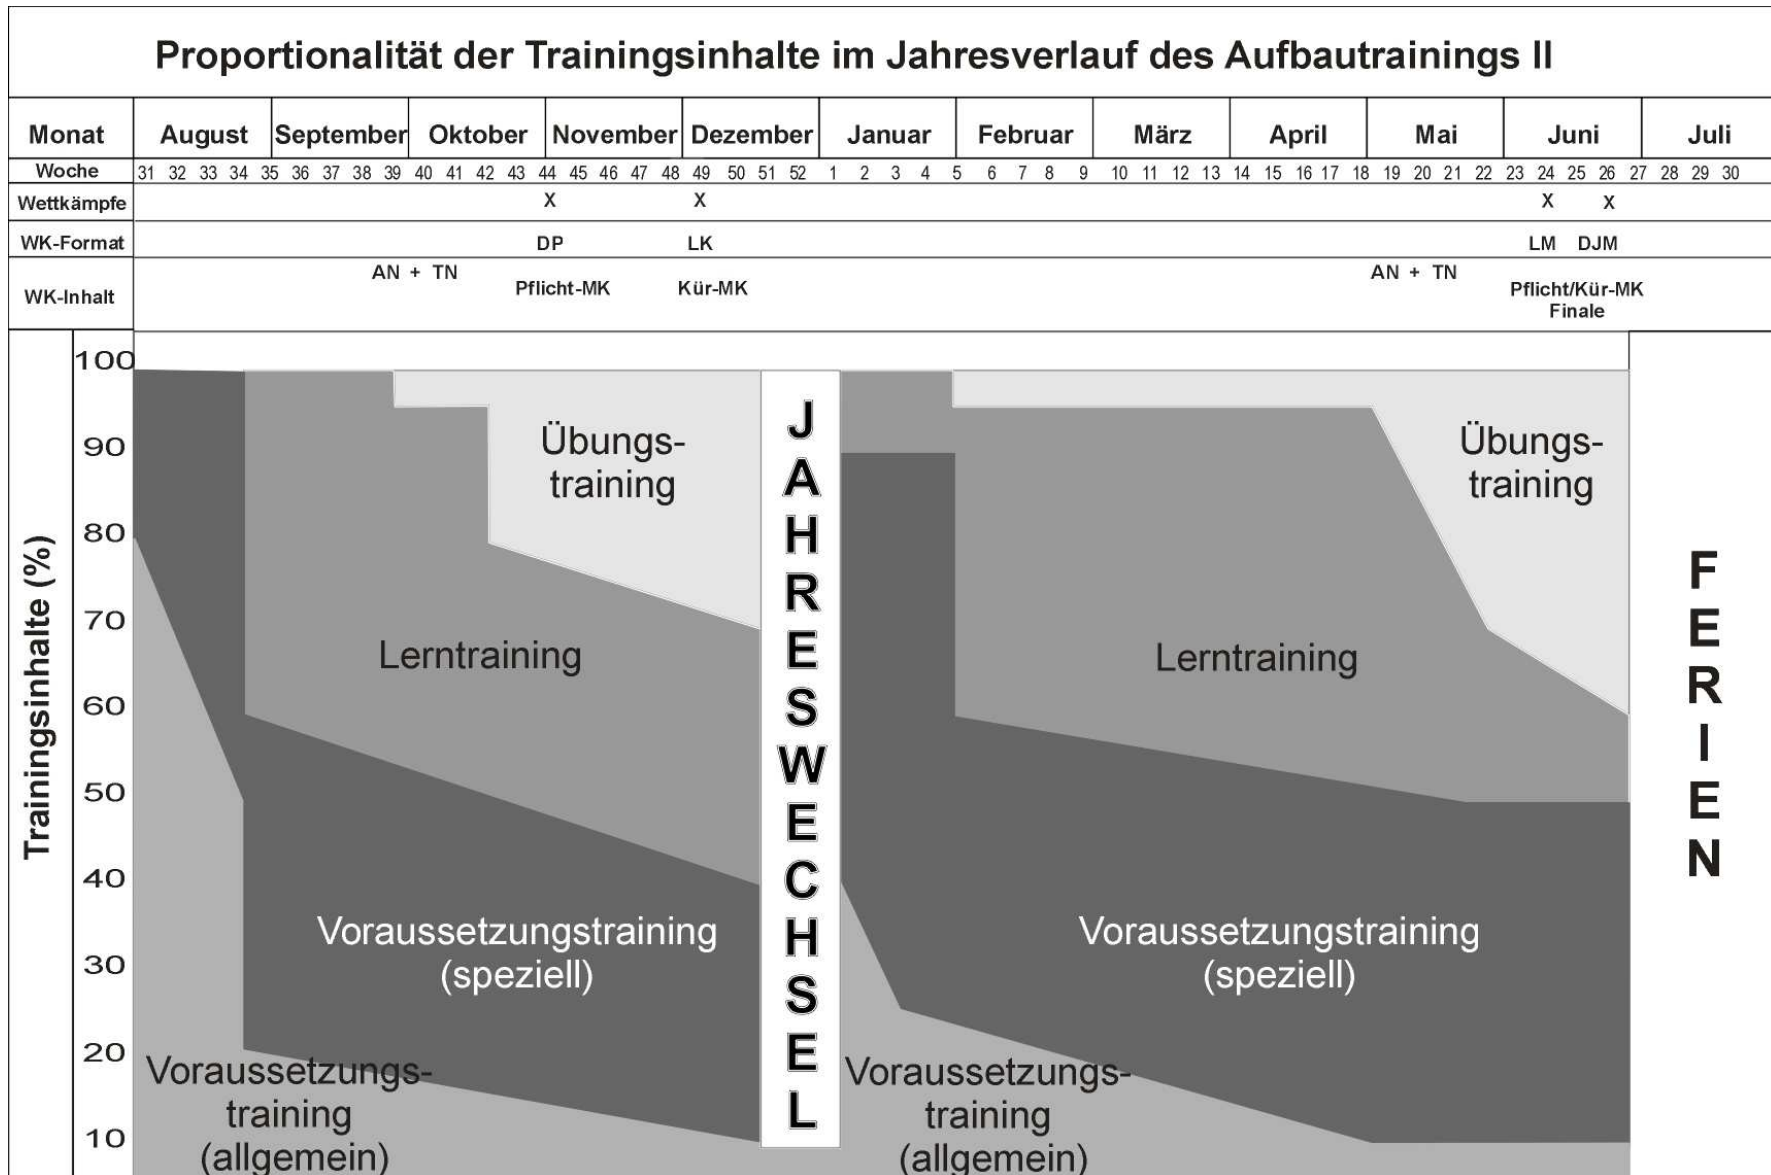 Proportionalität der Trainingsinhalte im Jahresverlauf des Aufbautrainings II
Monat August September Oktober November Dezember Januar Februar März April Mai Juni Juli
Woche 31 32 33 34 35 36 37 38 39 40 41 42 43 44 45 46 47 48 49 50 51 52 1 2 3 4 5 6 7 8 9 10 11 12 13 14 15 16 17 18 19 20 21 22 23 24 25 26 27 28 29 30
Wettkämpfe X X X X
WK-Format DP LK LM DJM
WK-Inhalt
AN + TN
Pflicht-MK
Kür-MK
AN + TN
Pflicht/Kür-MK
Finale
Trainingsinhalte (%)
100
90
80
70
60
50
40
30
20
10
Übungs-
training
Lerntraining
Voraussetzungstraining
(speziell)
Voraussetzungs-
training
(allgemein)
JAHRESWECHSEL
Übungs-
training
Lerntraining
Voraussetzungstraining
(speziell)
Voraussetzungs-
training
(allgemein)
FERIEN